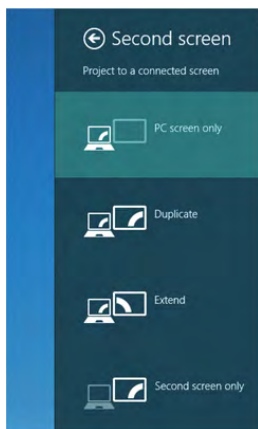 Second screen
Project to a connected screen
PC screen only
Duplicate
Extend
Second screen only